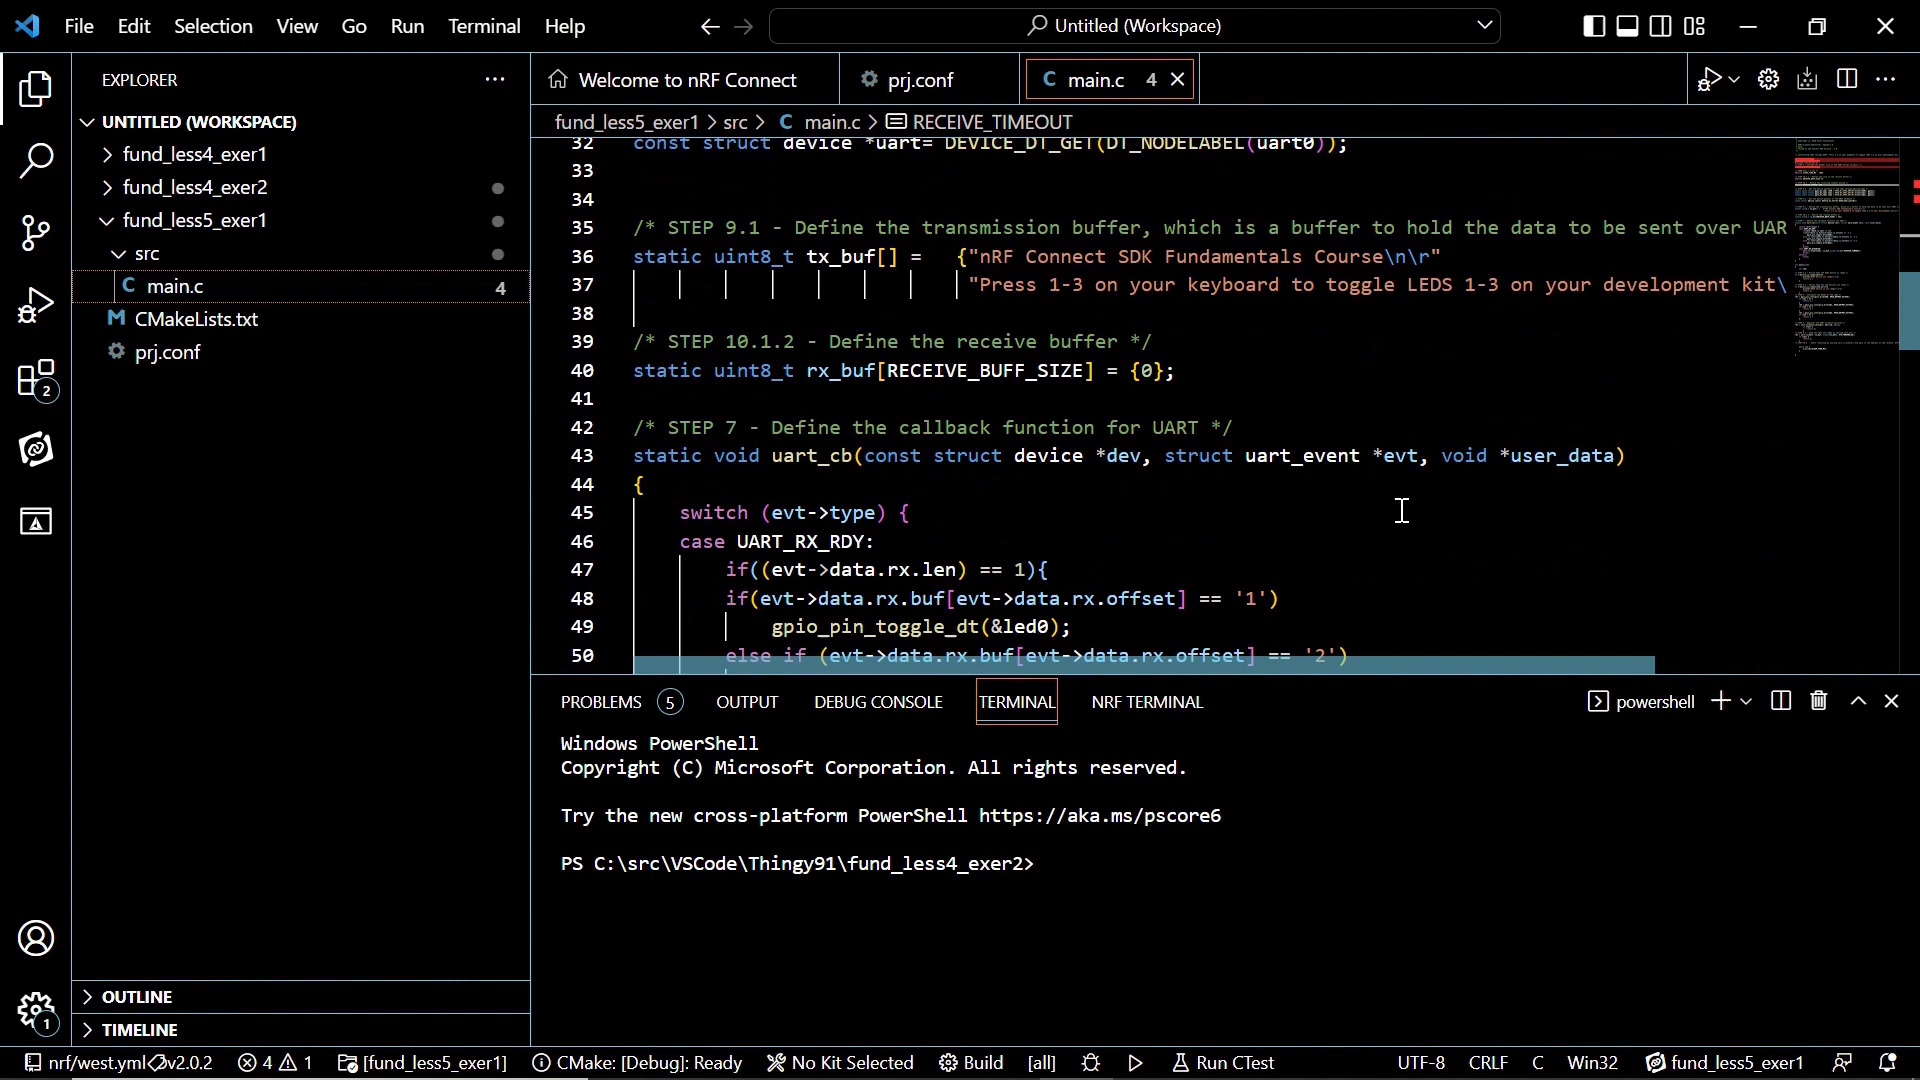 File Edit Selection View Go Run Terminal Help
Untitled (Workspace)
EXPLORER
UNTITLED (WORKSPACE)
fund_less4_exer1
fund_less4_exer2
fund_less5_exer1
src
C main.c 4
M CMakeLists.txt
prj.conf
OUTLINE
TIMELINE
2
1
Welcome to nRF Connect
prj.conf
C main.c 4
fund_less5_exer1 > src > C main.c > RECEIVE_TIMEOUT
32 const struct device *uart= DEVICE_DT_GET(DT_NODELABEL(uart0));
33
34
35 /* STEP 9.1 - Define the transmission buffer, which is a buffer to hold the data to be sent over UAR
36 static uint8_t tx_buf[] = {"nRF Connect SDK Fundamentals Course\n\r"
37 "Press 1-3 on your keyboard to toggle LEDS 1-3 on your development kit\
38
39 /* STEP 10.1.2 - Define the receive buffer */
40 static uint8_t rx_buf[RECEIVE_BUFF_SIZE] = {0};
41
42 /* STEP 7 - Define the callback function for UART */
43 static void uart_cb(const struct device *dev, struct uart_event *evt, void *user_data)
44 {
45 switch (evt->type) {
46 case UART_RX_RDY:
47 if((evt->data.rx.len) == 1){
48 if(evt->data.rx.buf[evt->data.rx.offset] == '1')
49 gpio_pin_toggle_dt(&led0);
50 else if (evt->data.rx.buf[evt->data.rx.offset] == '2')
PROBLEMS 5 OUTPUT DEBUG CONSOLE TERMINAL NRF TERMINAL
powershell
Windows PowerShell
Copyright (C) Microsoft Corporation. All rights reserved.
Try the new cross-platform PowerShell https://aka.ms/pscore6
PS C:\src\VSCode\Thingy91\fund_less4_exer2>
nrf/west.yml v2.0.2 4 1 [fund_less5_exer1] CMake: [Debug]: Ready No Kit Selected Build [all] Run CTest UTF-8 CRLF C Win32 fund_less5_exer1